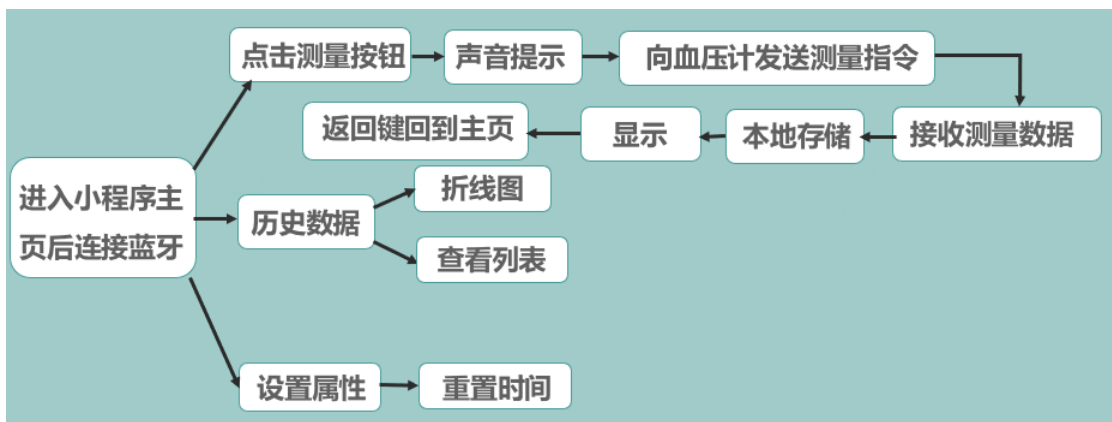 点击测量按钮
声音提示
向血压计发送测量指令
返回键回到主页
显示
本地存储
接收测量数据
进入小程序主
页后连接蓝牙
历史数据
折线图
查看列表
设置属性
重置时间